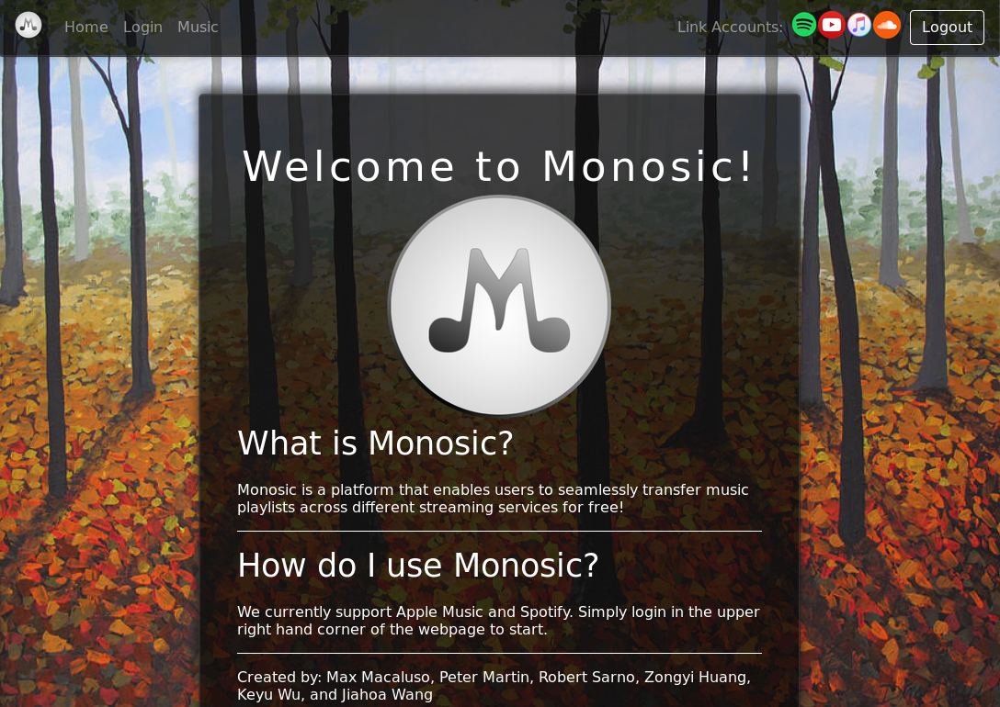 Home Login Music Link Accounts: Logout
Welcome to Monosic!
What is Monosic?
Monosic is a platform that enables users to seamlessly transfer music
playlists across different streaming services for free!
How do I use Monosic?
We currently support Apple Music and Spotify. Simply login in the upper
right hand corner of the webpage to start.
Created by: Max Macaluso, Peter Martin, Robert Sarno, Zongyi Huang,
Keyu Wu, and Jiahoa Wang